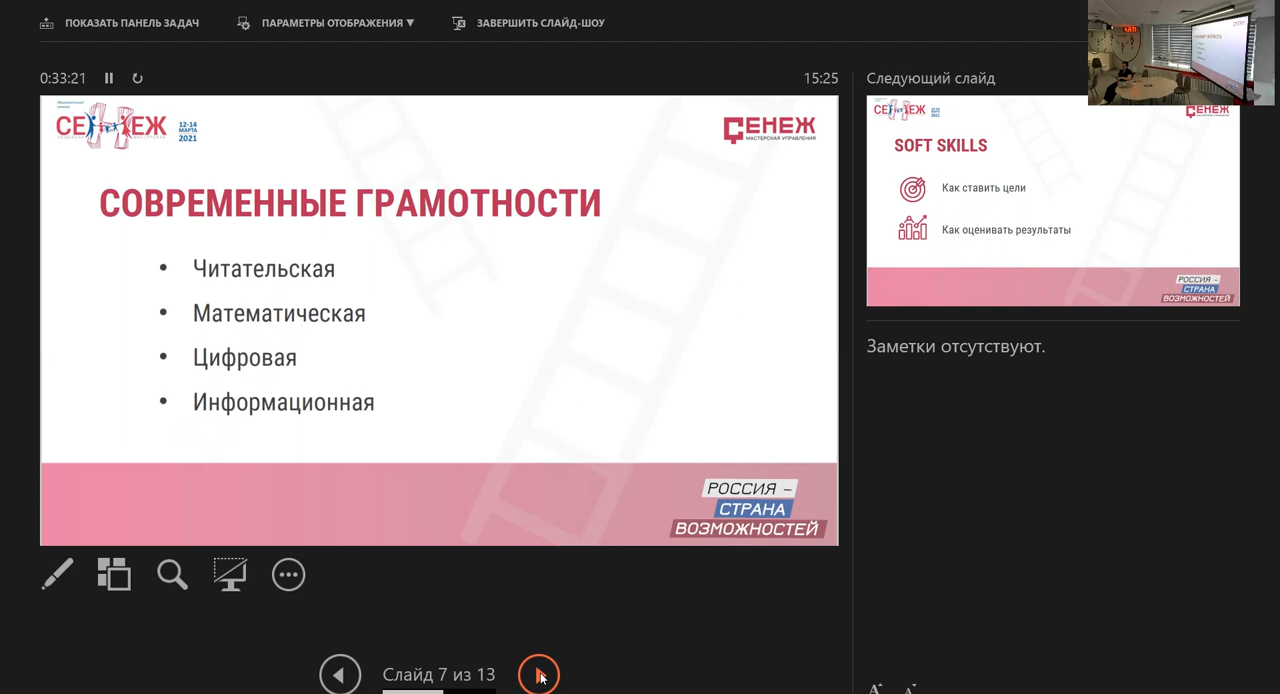 ПОКАЗАТЬ ПАНЕЛЬ ЗАДАЧ
ПАРАМЕТРЫ ОТОБРАЖЕНИЯ ▼
ЗАВЕРШИТЬ СЛАЙД-ШОУ
0:33:21
15:25
СЕНЕЖ
12-14
МАРТА
2021
СЕНЕЖ
МАСТЕРСКАЯ УПРАВЛЕНИЯ
СОВРЕМЕННЫЕ ГРАМОТНОСТИ
• Читательская
• Математическая
• Цифровая
• Информационная
РОССИЯ –
СТРАНА
ВОЗМОЖНОСТЕЙ
Слайд 7 из 13
Следующий слайд
СЕНЕЖ
СЕНЕЖ
SOFT SKILLS
Как ставить цели
Как оценивать результаты
РОССИЯ –
СТРАНА
ВОЗМОЖНОСТЕЙ
Заметки отсутствуют.